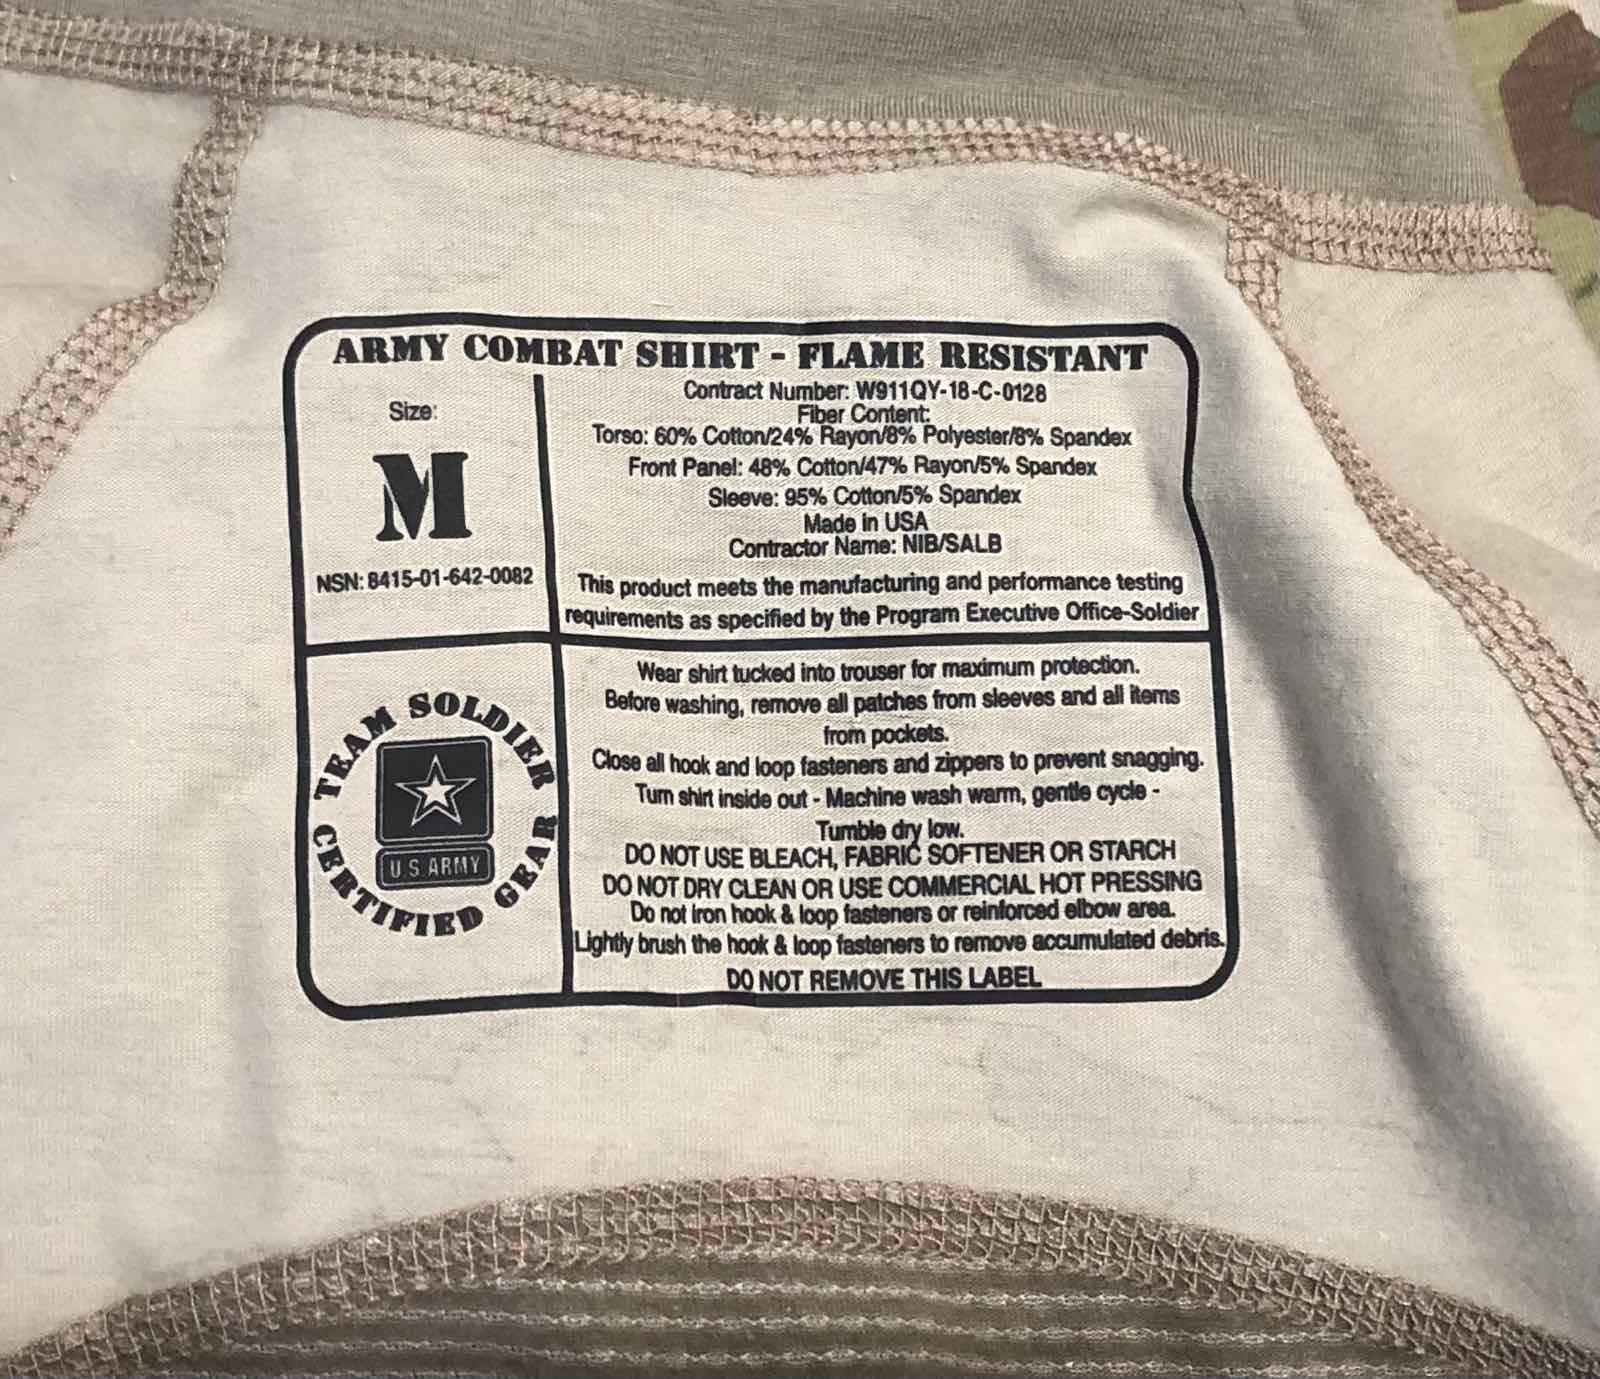 ARMY COMBAT SHIRT - FLAME RESISTANT
Size:
M
NSN: 8415-01-642-0082
Contract Number: W911QY-18-C-0128
Fiber Content:
Torso: 60% Cotton/24% Rayon/8% Polyester/8% Spandex
Front Panel: 48% Cotton/47% Rayon/5% Spandex
Sleeve: 95% Cotton/5% Spandex
Made in USA
Contractor Name: NIB/SALB
This product meets the manufacturing and performance testing
requirements as specified by the Program Executive Office-Soldier
TEAM SOLDIER
U.S. ARMY
CERTIFIED GEAR
Wear shirt tucked into trouser for maximum protection.
Before washing, remove all patches from sleeves and all items
from pockets.
Close all hook and loop fasteners and zippers to prevent snagging.
Turn shirt inside out - Machine wash warm, gentle cycle -
Tumble dry low.
DO NOT USE BLEACH, FABRIC SOFTENER OR STARCH
DO NOT DRY CLEAN OR USE COMMERCIAL HOT PRESSING
Do not Iron hook & loop fasteners or reinforced elbow area.
Lightly brush the hook & loop fasteners to remove accumulated debris.
DO NOT REMOVE THIS LABEL